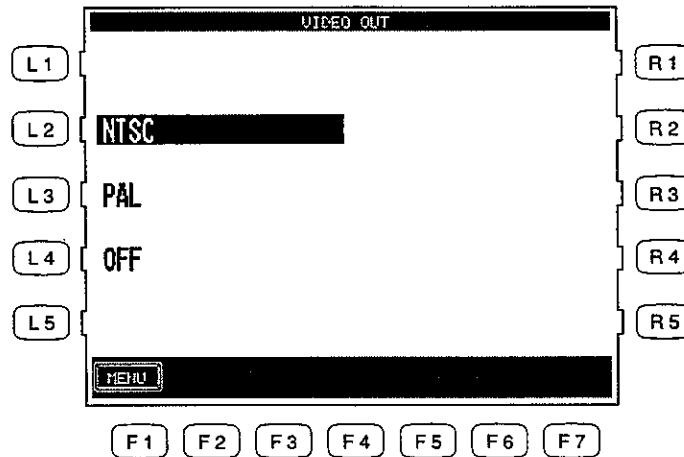 VIDEO OUT
L1 R1
L2 NTSC R2
L3 PAL R3
L4 OFF R4
L5 R5
MENU
F1 F2 F3 F4 F5 F6 F7